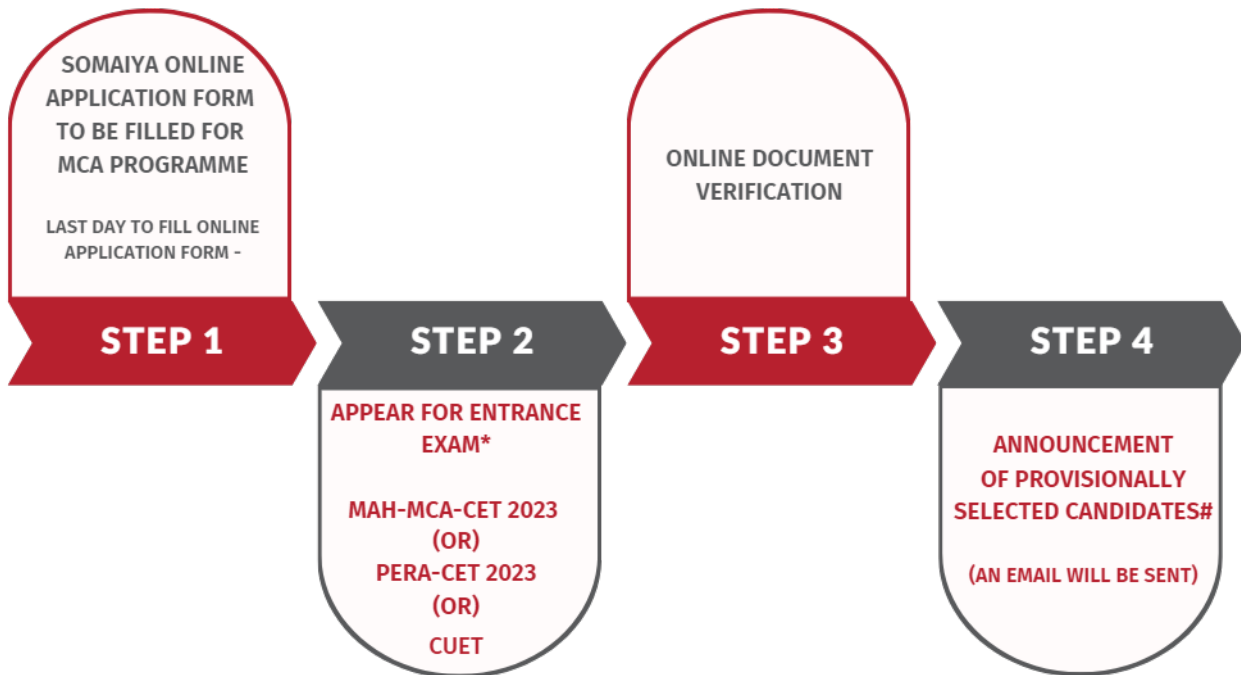 SOMAIYA ONLINE
APPLICATION FORM
TO BE FILLED FOR
MCA PROGRAMME
LAST DAY TO FILL ONLINE
APPLICATION FORM -
STEP 1
STEP 2
APPEAR FOR ENTRANCE
EXAM*
MAH-MCA-CET 2023
(OR)
PERA-CET 2023
(OR)
CUET
ONLINE DOCUMENT
VERIFICATION
STEP 3
STEP 4
ANNOUNCEMENT
OF PROVISIONALLY
SELECTED CANDIDATES#
(AN EMAIL WILL BE SENT)